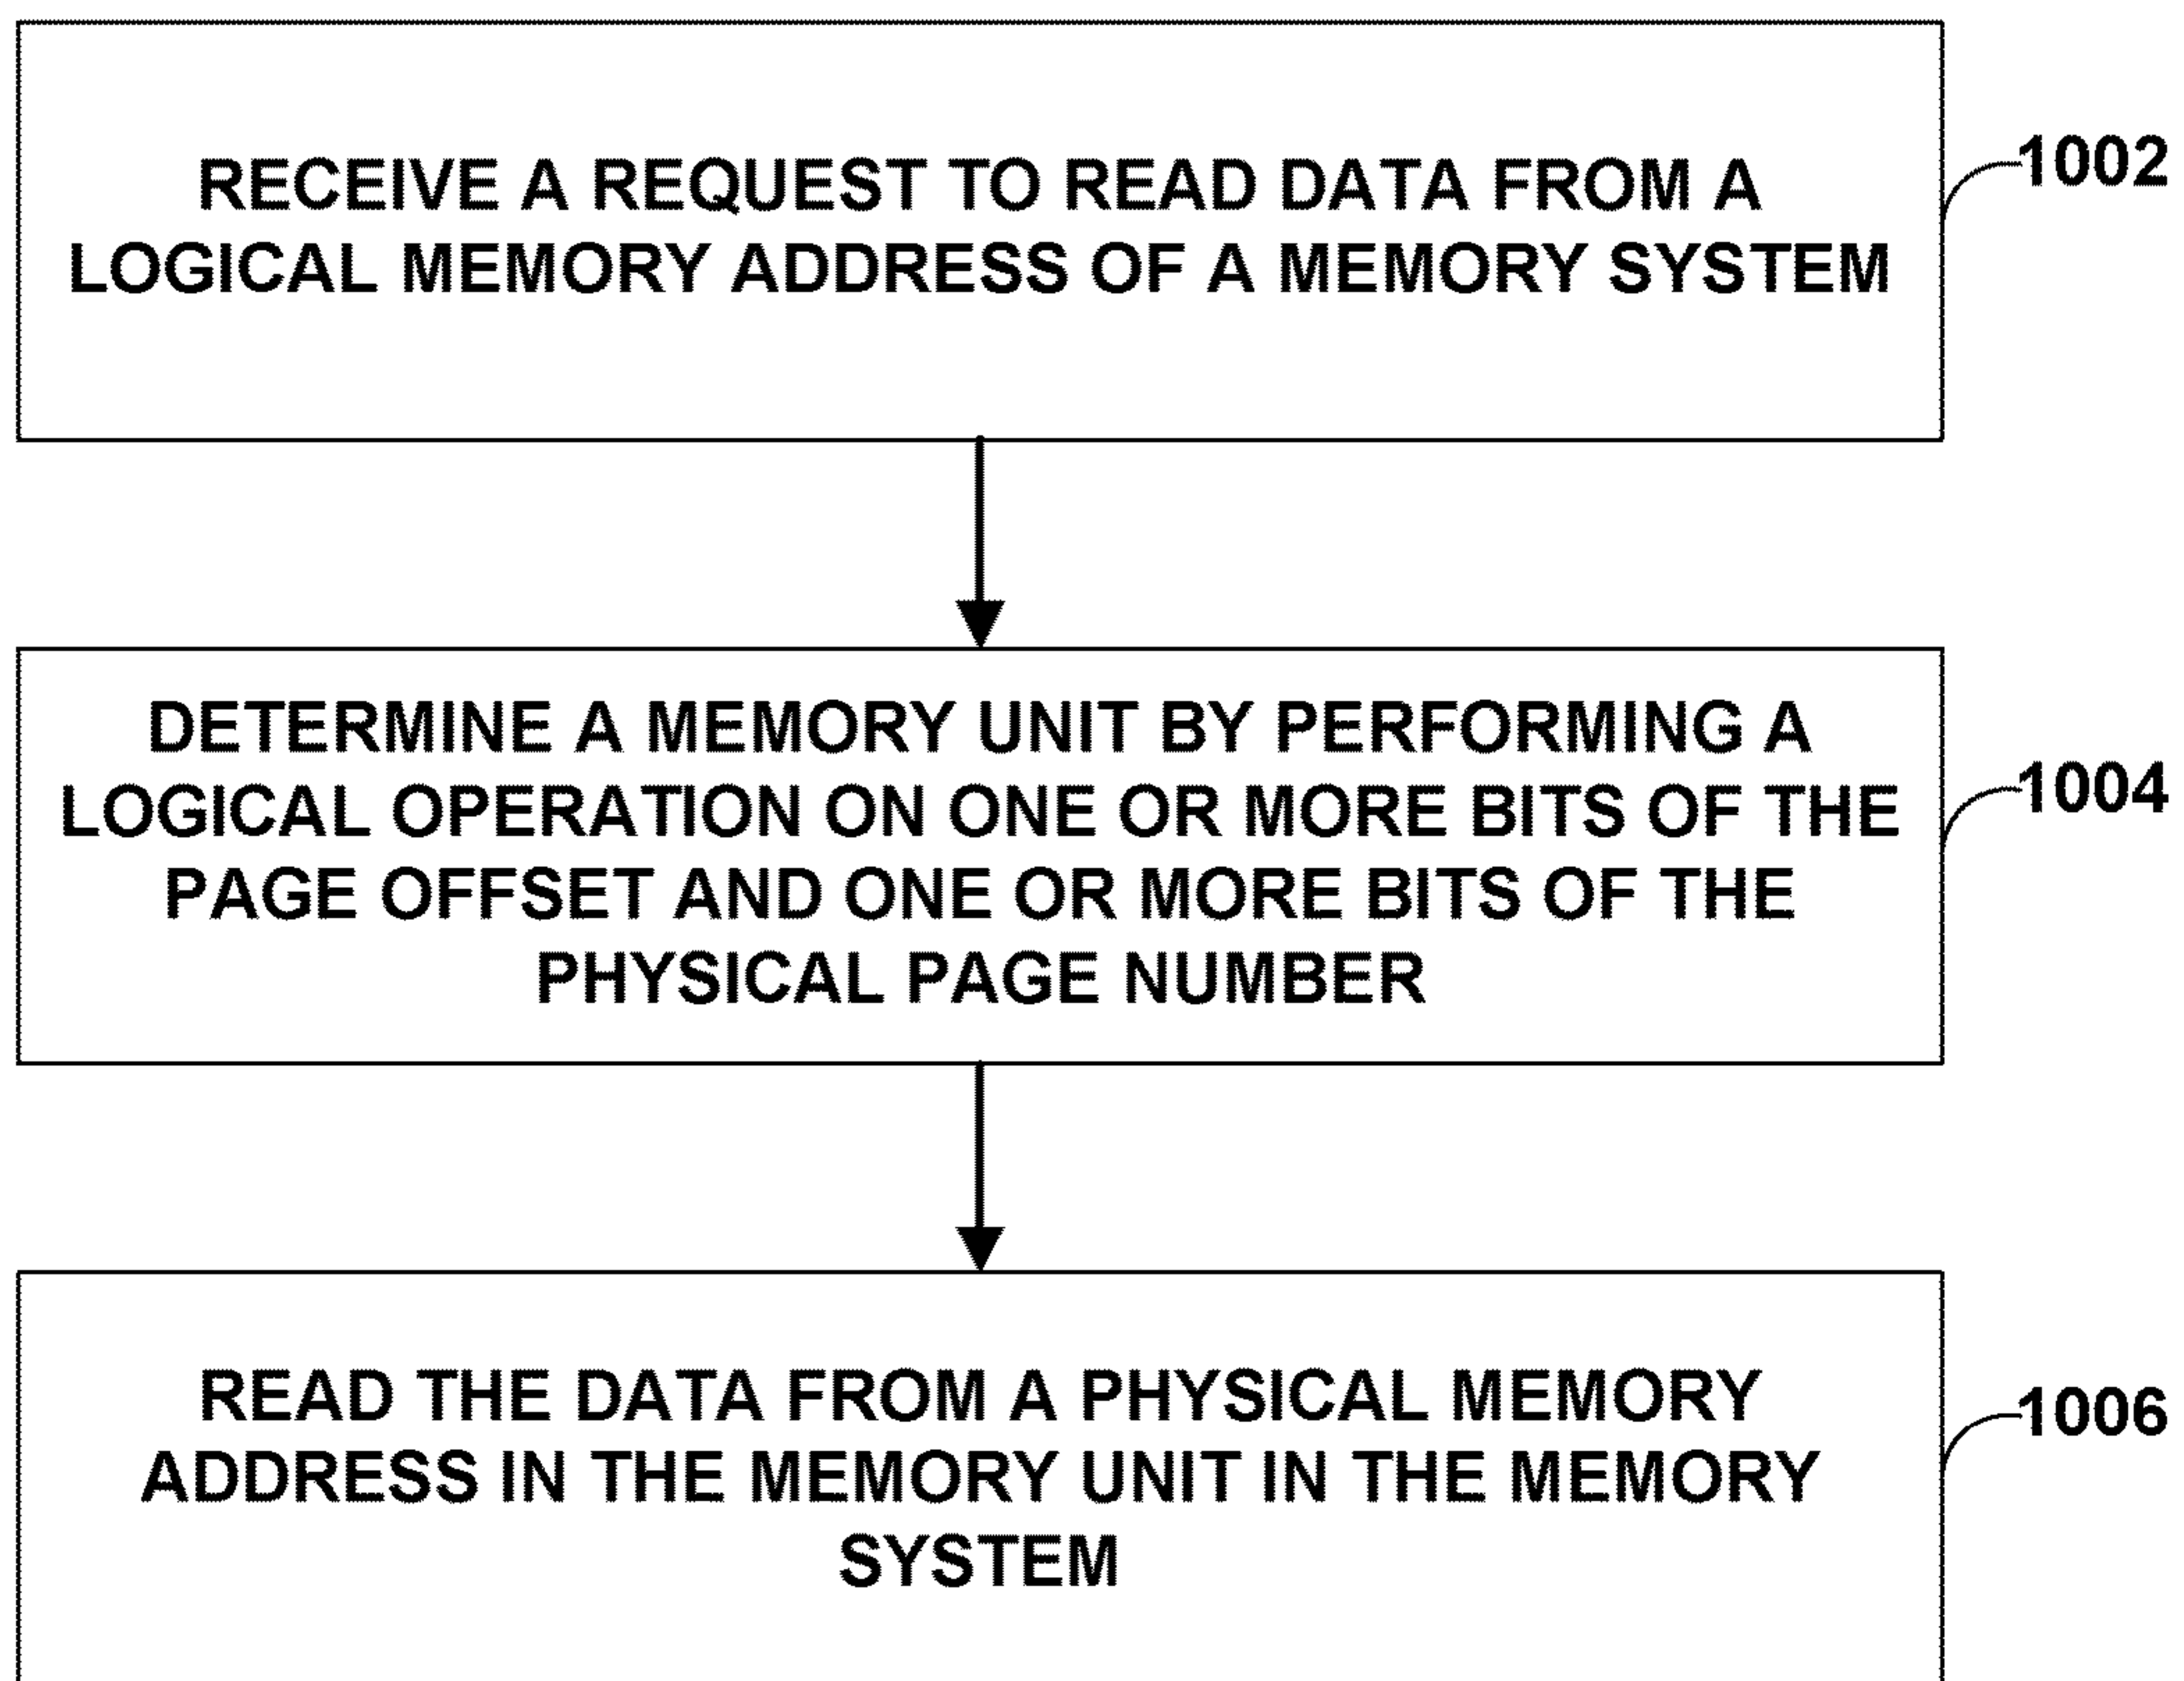 RECEIVE A REQUEST TO READ DATA FROM A
LOGICAL MEMORY ADDRESS OF A MEMORY SYSTEM
1002
DETERMINE A MEMORY UNIT BY PERFORMING A
LOGICAL OPERATION ON ONE OR MORE BITS OF THE
PAGE OFFSET AND ONE OR MORE BITS OF THE
PHYSICAL PAGE NUMBER
1004
READ THE DATA FROM A PHYSICAL MEMORY
ADDRESS IN THE MEMORY UNIT IN THE MEMORY
SYSTEM
1006